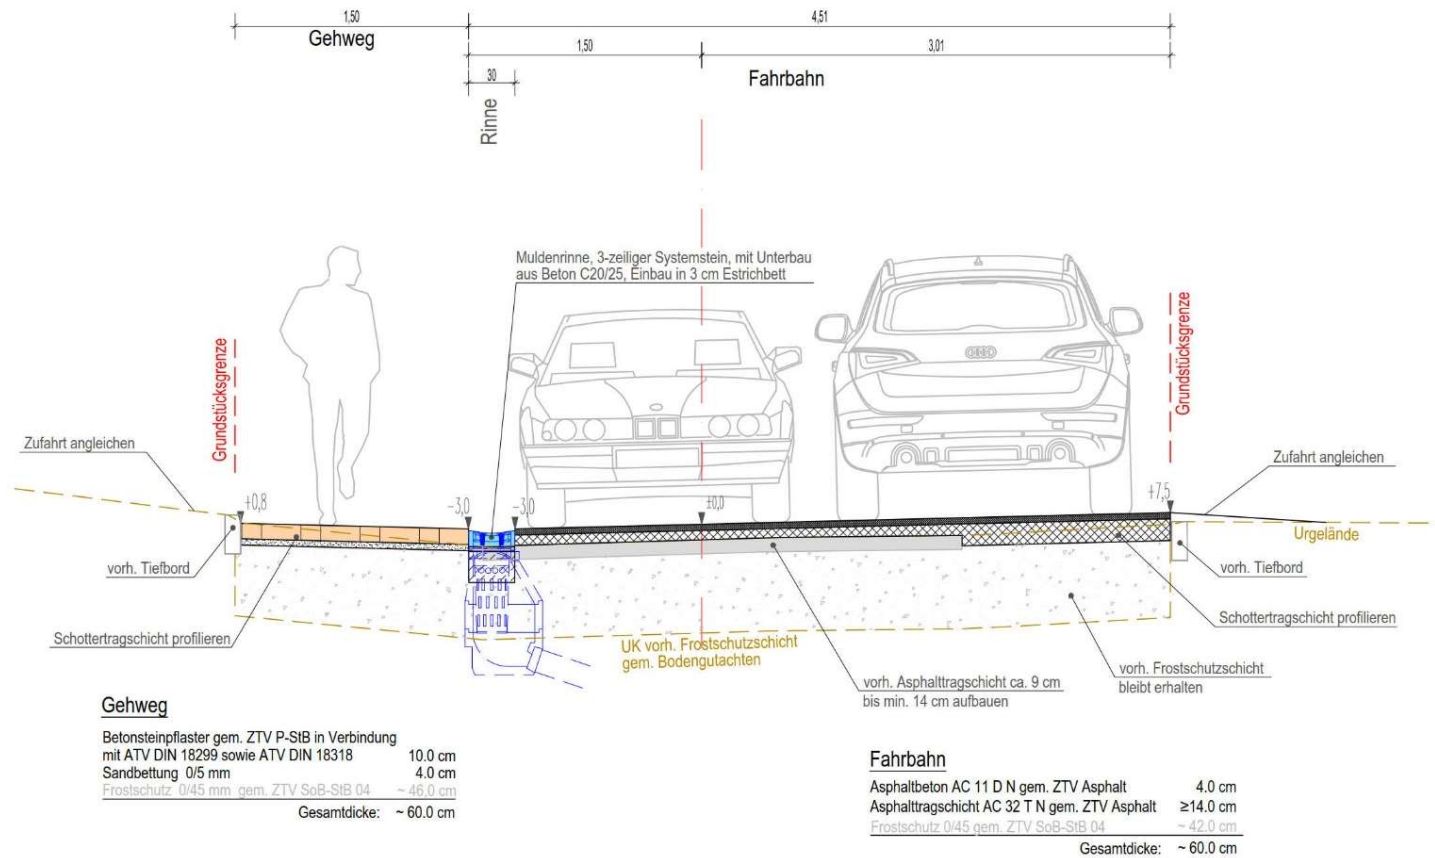 1,50
4,51
Gehweg
1,50
3,01
30
Fahrbahn
Rinne
Muldenrinne, 3-zeiliger Systemstein, mit Unterbau
aus Beton C20/25, Einbau in 3 cm Estrichbett
Grundstücksgrenze
Grundstücksgrenze
Zufahrt angleichen
Zufahrt angleichen
+0,8
-3,0
-3,0
±0,0
+7,5
Urgelände
vorh. Tiefbord
vorh. Tiefbord
Schottertragschicht profilieren
Schottertragschicht profilieren
UK vorh. Frostschutzschicht
gem. Bodengutachten
vorh. Asphalttragschicht ca. 9 cm
bis min. 14 cm aufbauen
vorh. Frostschutzschicht
bleibt erhalten
Gehweg
Betonsteinpflaster gem. ZTV P-StB in Verbindung
mit ATV DIN 18299 sowie ATV DIN 18318 10.0 cm
Sandbettung 0/5 mm 4.0 cm
Frostschutz 0/45 mm gem. ZTV SoB-StB 04 ~ 46,0 cm
Gesamtdicke: ~ 60.0 cm
Fahrbahn
Asphaltbeton AC 11 D N gem. ZTV Asphalt 4.0 cm
Asphalttragschicht AC 32 T N gem. ZTV Asphalt ≥14.0 cm
Frostschutz 0/45 gem. ZTV SoB-StB 04 ~ 42.0 cm
Gesamtdicke: ~ 60.0 cm